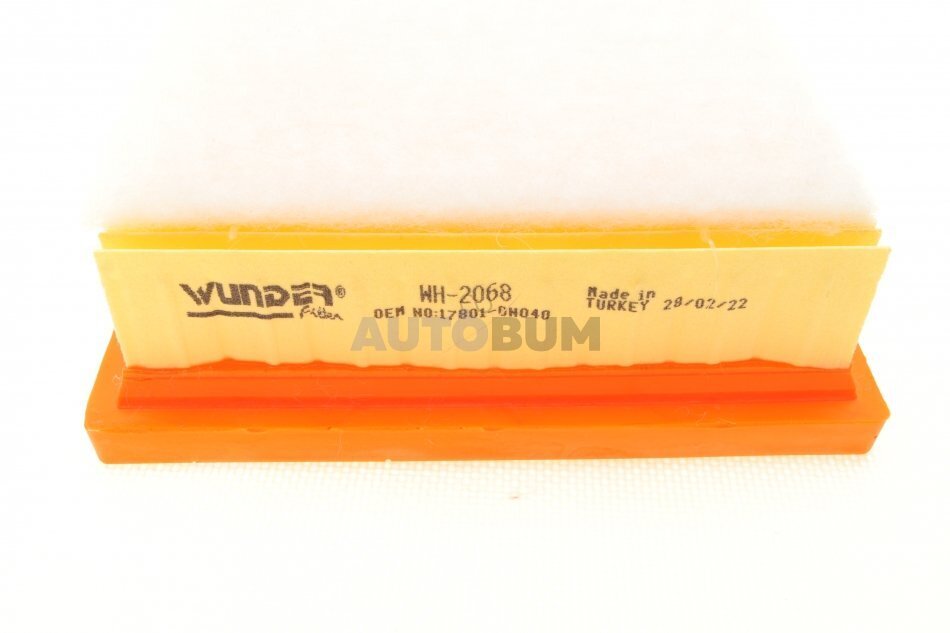 WUNDER®
Filter
WH-2068
OEM NO:17801-0H040
Made in
TURKEY 28/02/22
AUTOBUM